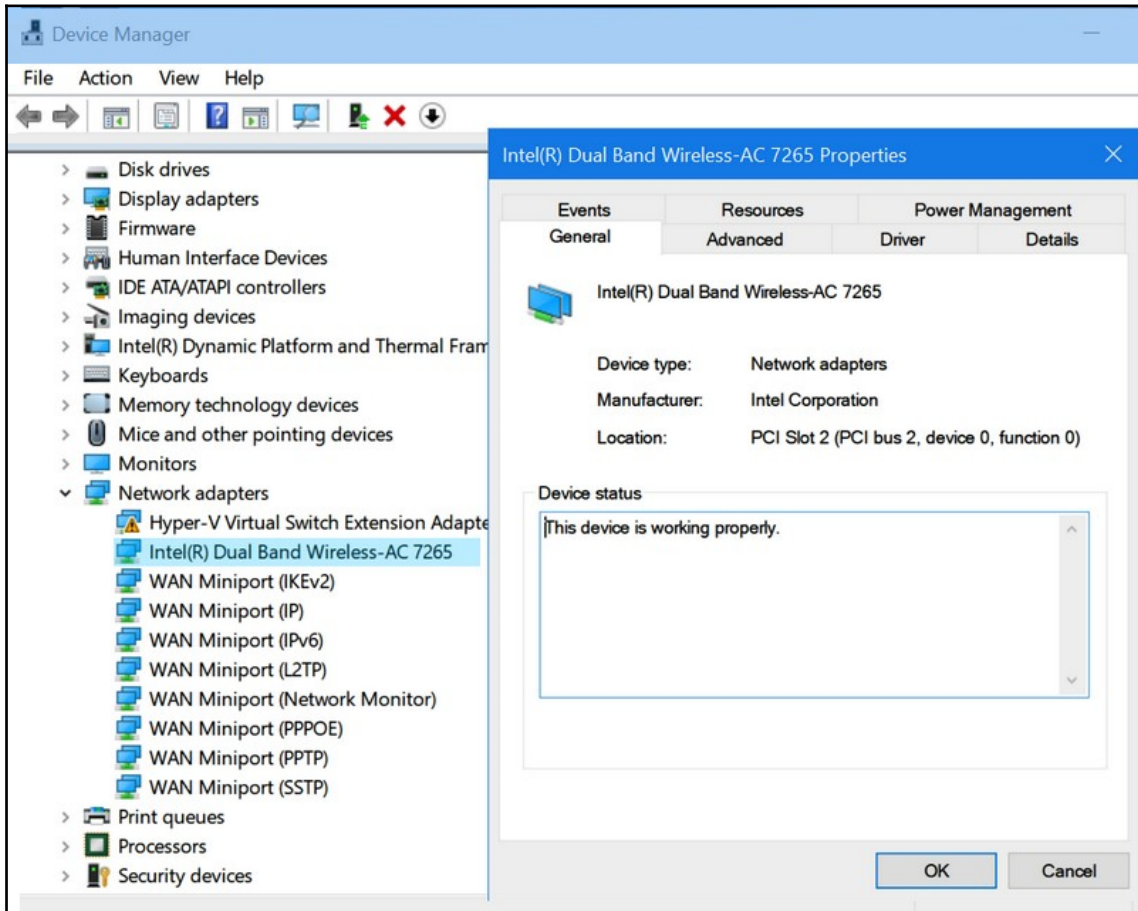 Device Manager
File Action View Help
Disk drives
Display adapters
Firmware
Human Interface Devices
IDE ATA/ATAPI controllers
Imaging devices
Intel(R) Dynamic Platform and Thermal Fram
Keyboards
Memory technology devices
Mice and other pointing devices
Monitors
Network adapters
Hyper-V Virtual Switch Extension Adapte
Intel(R) Dual Band Wireless-AC 7265
WAN Miniport (IKEv2)
WAN Miniport (IP)
WAN Miniport (IPv6)
WAN Miniport (L2TP)
WAN Miniport (Network Monitor)
WAN Miniport (PPPOE)
WAN Miniport (PPTP)
WAN Miniport (SSTP)
Print queues
Processors
Security devices
Intel(R) Dual Band Wireless-AC 7265 Properties
Events Resources Power Management
General Advanced Driver Details
Intel(R) Dual Band Wireless-AC 7265
Device type: Network adapters
Manufacturer: Intel Corporation
Location: PCI Slot 2 (PCI bus 2, device 0, function 0)
Device status
This device is working properly.
OK Cancel